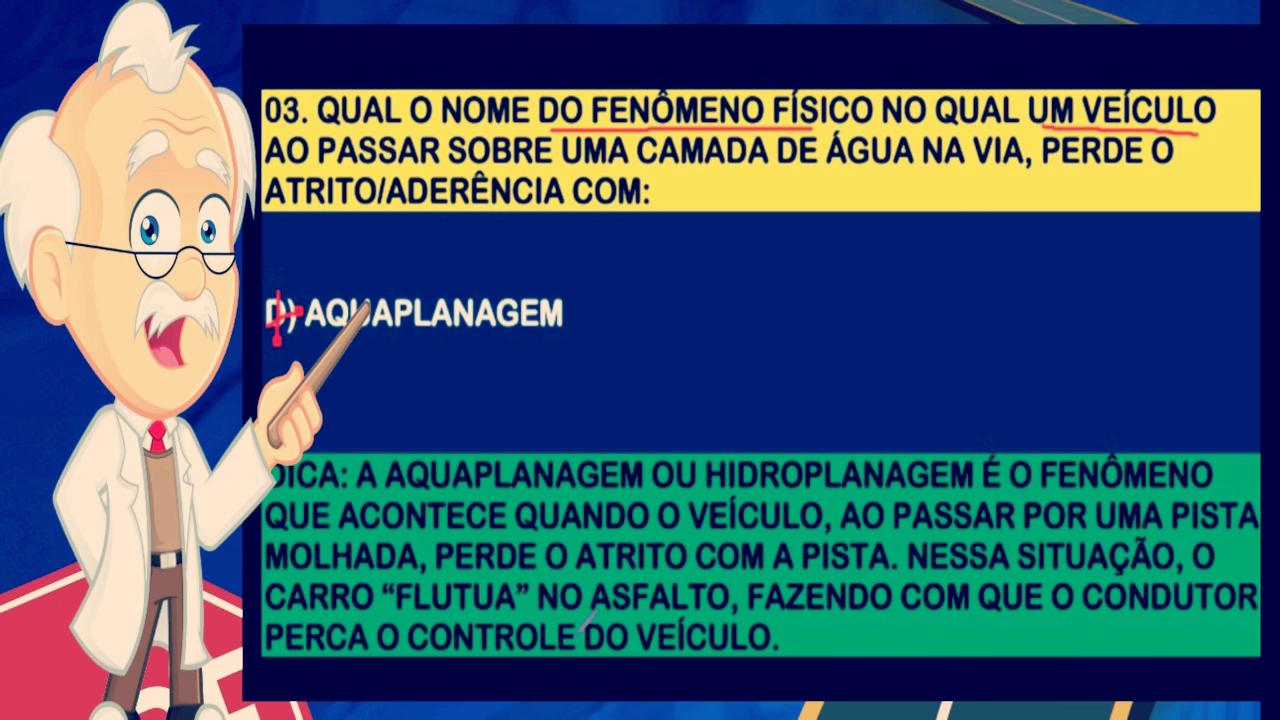 03. QUAL O NOME DO FENÔMENO FÍSICO NO QUAL UM VEÍCULO
AO PASSAR SOBRE UMA CAMADA DE ÁGUA NA VIA, PERDE O
ATRITO/ADERÊNCIA COM:
D) AQUAPLANAGEM
DICA: A AQUAPLANAGEM OU HIDROPLANAGEM É O FENÔMENO
QUE ACONTECE QUANDO O VEÍCULO, AO PASSAR POR UMA PISTA
MOLHADA, PERDE O ATRITO COM A PISTA. NESSA SITUAÇÃO, O
CARRO “FLUTUA” NO ASFALTO, FAZENDO COM QUE O CONDUTOR
PERCA O CONTROLE DO VEÍCULO.